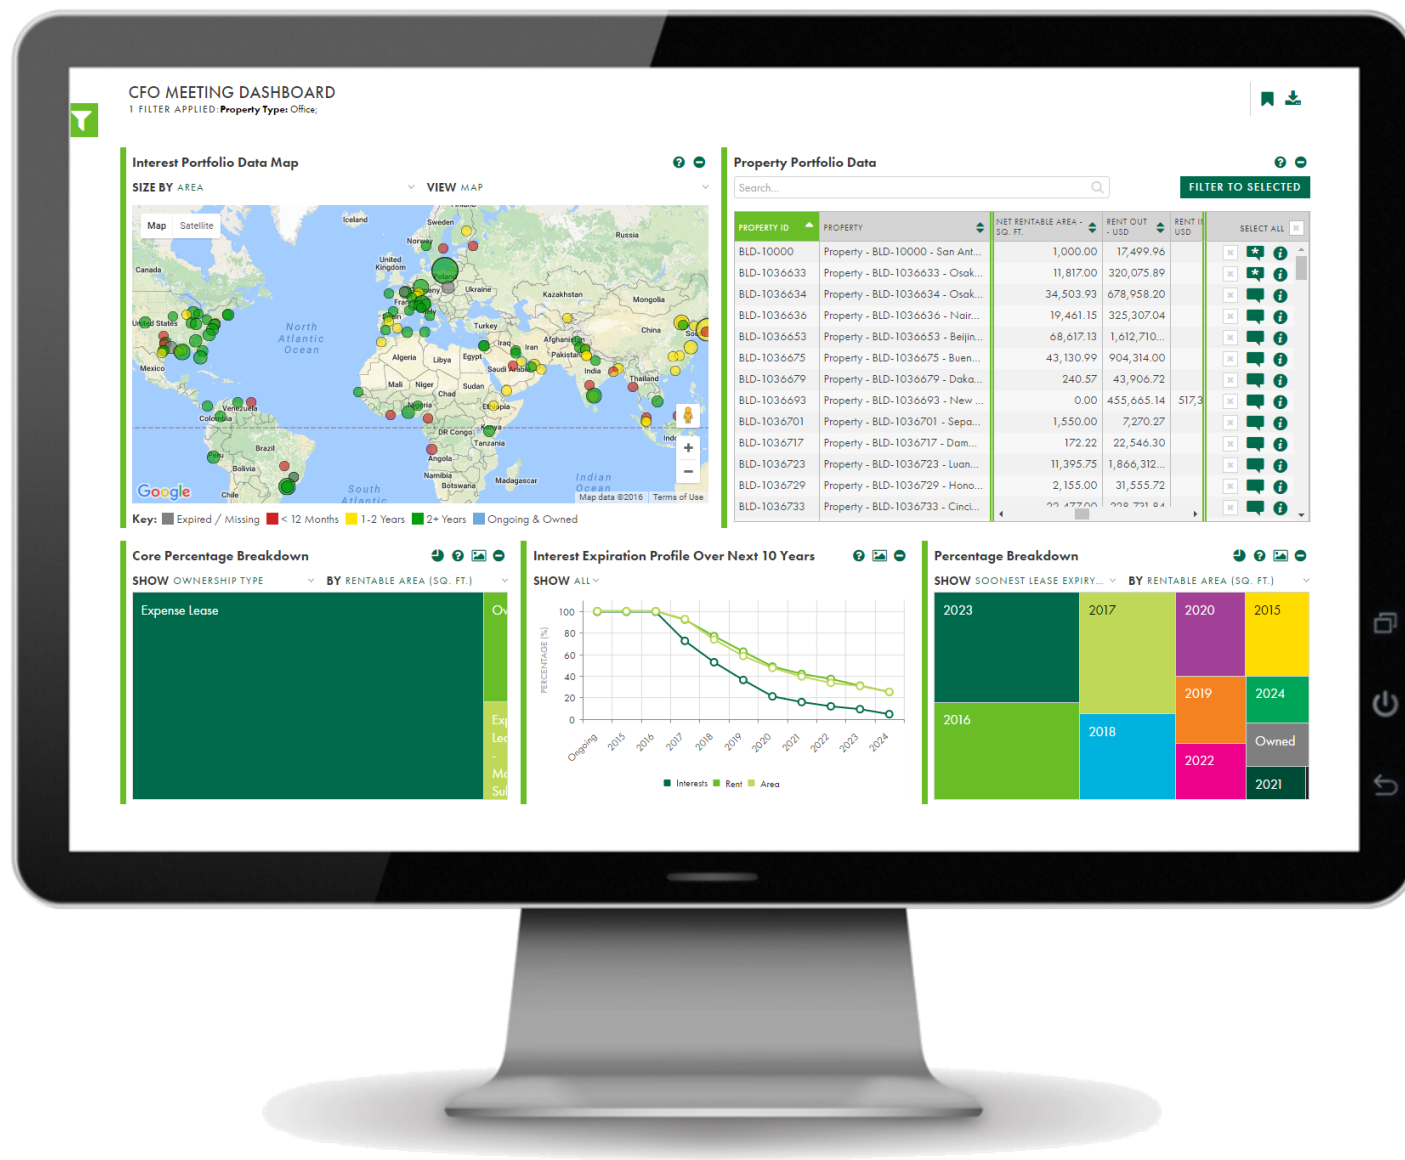 CFO MEETING DASHBOARD
1 FILTER APPLIED: Property Type: Office;
Interest Portfolio Data Map
SIZE BY AREA
VIEW MAP
Map Satellite
Iceland
Sweden
Norway
Russia
Canada
United Kingdom
Poland
Ukraine
Kazakhstan
Mongolia
United States
North Atlantic Ocean
Turkey
China
Iraq
Iran
Afghanistan
Pakistan
Algeria
Libya
Egypt
Saudi Arabia
India
Mexico
Mali
Niger
Chad
Sudan
Thailand
Venezuela
Colombia
Nigeria
Ethiopia
DR Congo
Kenya
Tanzania
Brazil
Peru
Angola
Bolivia
Namibia
Botswana
Madagascar
Chile
South Atlantic
Indian Ocean
Google
Map data ©2016 Terms of Use
Key: Expired / Missing < 12 Months 1-2 Years 2+ Years Ongoing & Owned
Property Portfolio Data
Search...
FILTER TO SELECTED
PROPERTY ID PROPERTY NET RENTABLE AREA - SQ. FT. RENT OUT - USD RENT I USD SELECT ALL
BLD-10000 Property - BLD-10000 - San Ant... 1,000.00 17,499.96
BLD-1036633 Property - BLD-1036633 - Osak... 11,817.00 320,075.89
BLD-1036634 Property - BLD-1036634 - Osak... 34,503.93 678,958.20
BLD-1036636 Property - BLD-1036636 - Nair... 19,461.15 325,307.04
BLD-1036653 Property - BLD-1036653 - Beijin... 68,617.13 1,612,710...
BLD-1036675 Property - BLD-1036675 - Buen... 43,130.99 904,314.00
BLD-1036679 Property - BLD-1036679 - Daka... 240.57 43,906.72
BLD-1036693 Property - BLD-1036693 - New ... 0.00 455,665.14 517,3
BLD-1036701 Property - BLD-1036701 - Sepa... 1,550.00 7,270.27
BLD-1036717 Property - BLD-1036717 - Dam... 172.22 22,546.30
BLD-1036723 Property - BLD-1036723 - Luan... 11,395.75 1,866,312...
BLD-1036729 Property - BLD-1036729 - Hono... 2,155.00 31,555.72
BLD-1036733 Property - BLD-1036733 - Cinci... 22,477.00 228,731.84
Core Percentage Breakdown
SHOW OWNERSHIP TYPE
BY RENTABLE AREA (SQ. FT.)
Expense Lease
Ov
Exp
Lea
-
Ma
Sul
Interest Expiration Profile Over Next 10 Years
SHOW ALL
PERCENTAGE (%)
100
80
60
40
20
0
Ongoing 2015 2016 2017 2018 2019 2020 2021 2022 2023 2024
Interests Rent Area
Percentage Breakdown
SHOW SOONEST LEASE EXPIRY...
BY RENTABLE AREA (SQ. FT.)
2023
2017
2020
2015
2019
2024
2016
2018
Owned
2022
2021